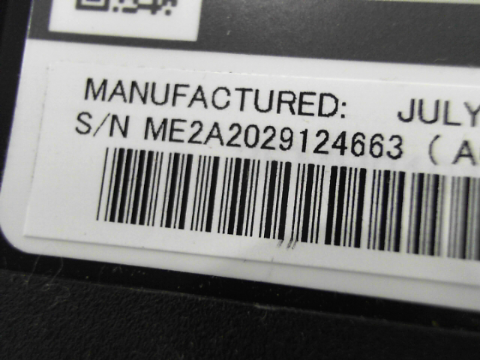 MANUFACTURED: JULY
S/N ME2A2029124663 (A